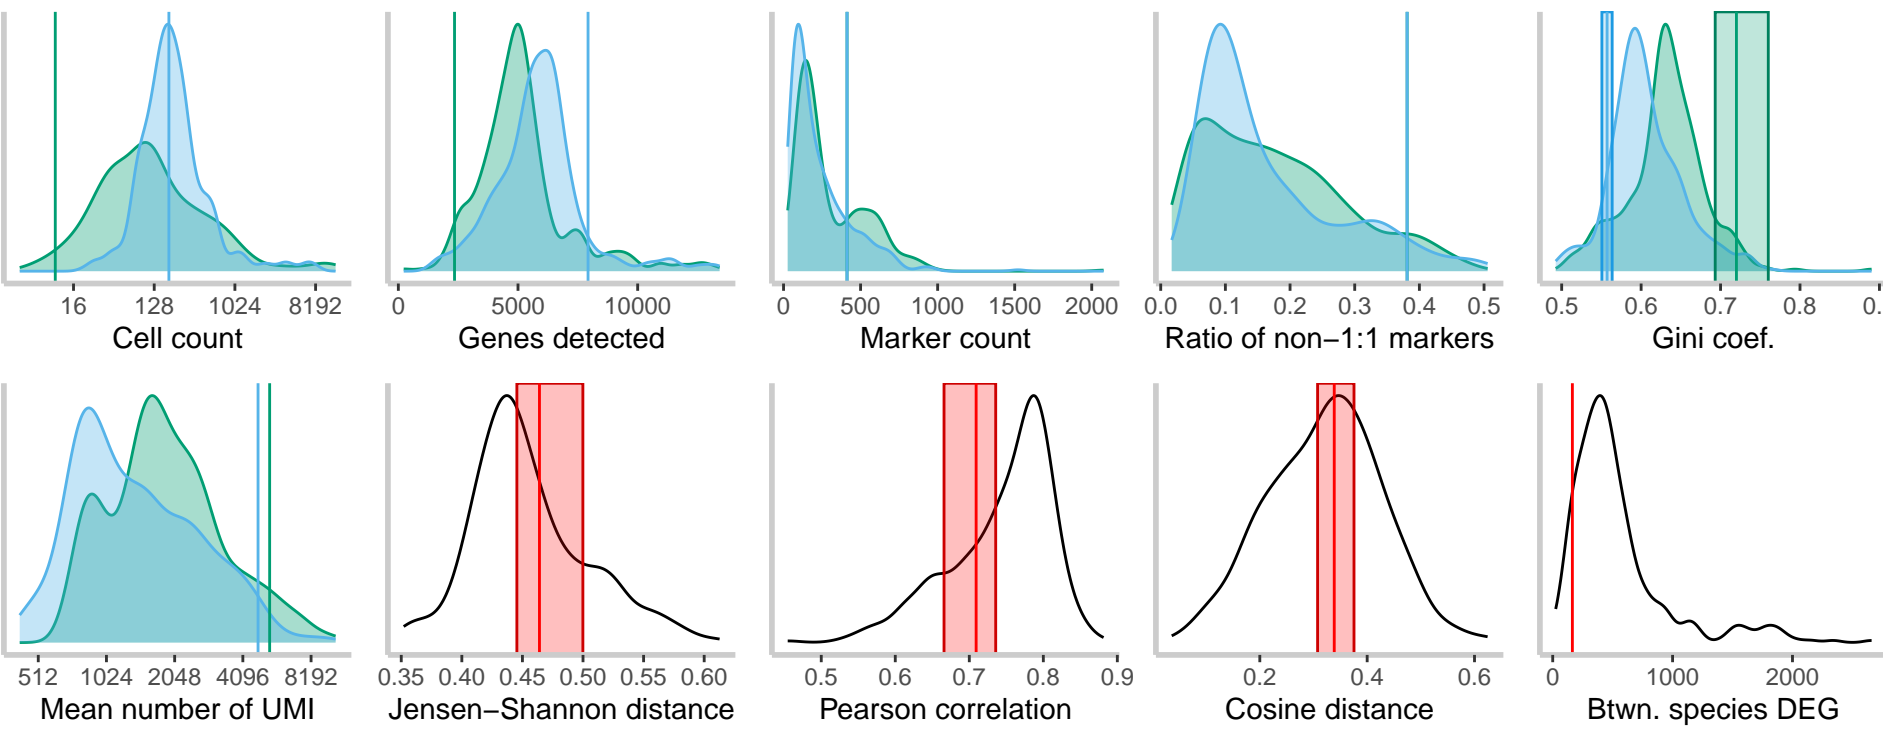 16 128 1024 8192
Cell count
0 5000 10000
Genes detected
0 500 1000 1500 2000
Marker count
0.0 0.1 0.2 0.3 0.4 0.5
Ratio of non−1:1 markers
0.5 0.6 0.7 0.8 0.
Gini coef.
512 1024 2048 4096 8192
Mean number of UMI
0.35 0.40 0.45 0.50 0.55 0.60
Jensen−Shannon distance
0.5 0.6 0.7 0.8 0.9
Pearson correlation
0.2 0.4 0.6
Cosine distance
0 1000 2000
Btwn. species DEG